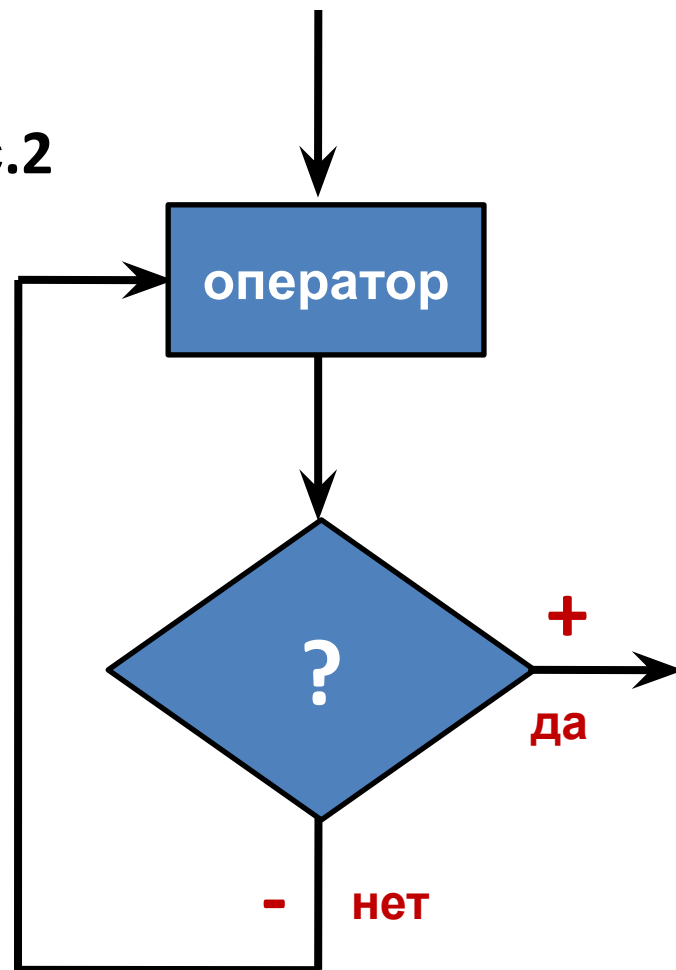 с.2
оператор
?
+
да
- нет